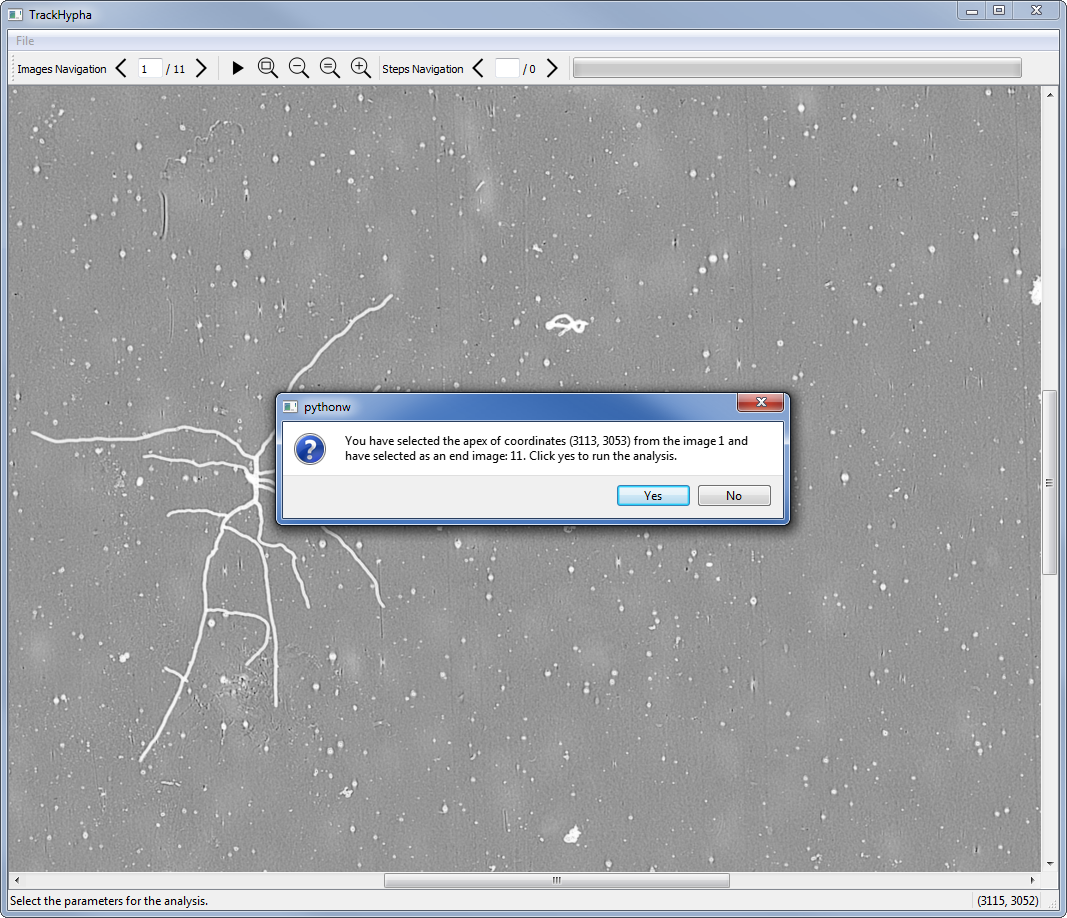 TrackHypha
File
Images Navigation 1 / 11 Steps Navigation / 0
pythonw
You have selected the apex of coordinates (3113, 3053) from the image 1 and
have selected as an end image: 11. Click yes to run the analysis.
Yes No
Select the parameters for the analysis. (3115, 3052)